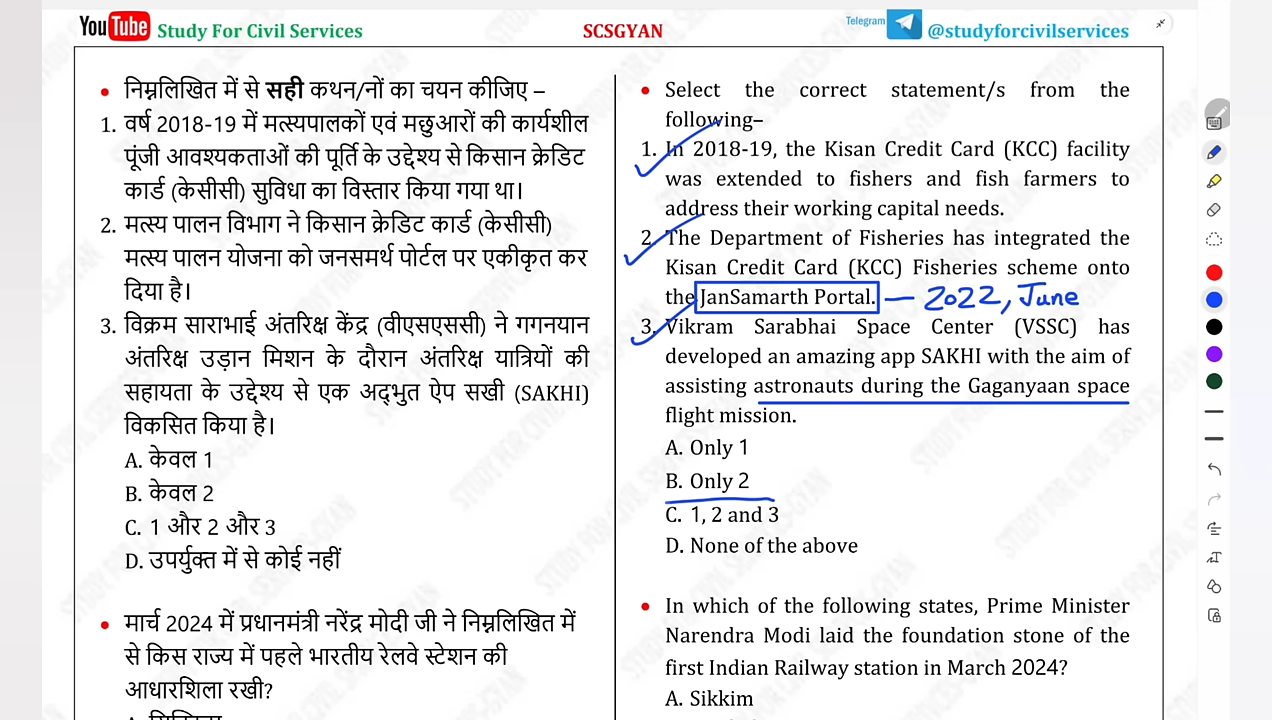 YouTube Study For Civil Services
SCSGYAN
Telegram @studyforcivilservices
• निम्नलिखित में से सही कथन/नों का चयन कीजिए –
1. वर्ष 2018-19 में मत्स्यपालकों एवं मछुआरों की कार्यशील
पूंजी आवश्यकताओं की पूर्ति के उद्देश्य से किसान क्रेडिट
कार्ड (केसीसी) सुविधा का विस्तार किया गया था।
2. मत्स्य पालन विभाग ने किसान क्रेडिट कार्ड (केसीसी)
मत्स्य पालन योजना को जनसमर्थ पोर्टल पर एकीकृत कर
दिया है।
3. विक्रम साराभाई अंतरिक्ष केंद्र (वीएसएससी) ने गगनयान
अंतरिक्ष उड़ान मिशन के दौरान अंतरिक्ष यात्रियों की
सहायता के उद्देश्य से एक अद्भुत ऐप सखी (SAKHI)
विकसित किया है।
A. केवल 1
B. केवल 2
C. 1 और 2 और 3
D. उपर्युक्त में से कोई नहीं
• मार्च 2024 में प्रधानमंत्री नरेंद्र मोदी जी ने निम्नलिखित में
से किस राज्य में पहले भारतीय रेलवे स्टेशन की
आधारशिला रखी?
• Select the correct statement/s from the
following–
1. In 2018-19, the Kisan Credit Card (KCC) facility
was extended to fishers and fish farmers to
address their working capital needs.
2. The Department of Fisheries has integrated the
Kisan Credit Card (KCC) Fisheries scheme onto
the JanSamarth Portal. — 2022, June
3. Vikram Sarabhai Space Center (VSSC) has
developed an amazing app SAKHI with the aim of
assisting astronauts during the Gaganyaan space
flight mission.
A. Only 1
B. Only 2
C. 1, 2 and 3
D. None of the above
• In which of the following states, Prime Minister
Narendra Modi laid the foundation stone of the
first Indian Railway station in March 2024?
A. Sikkim